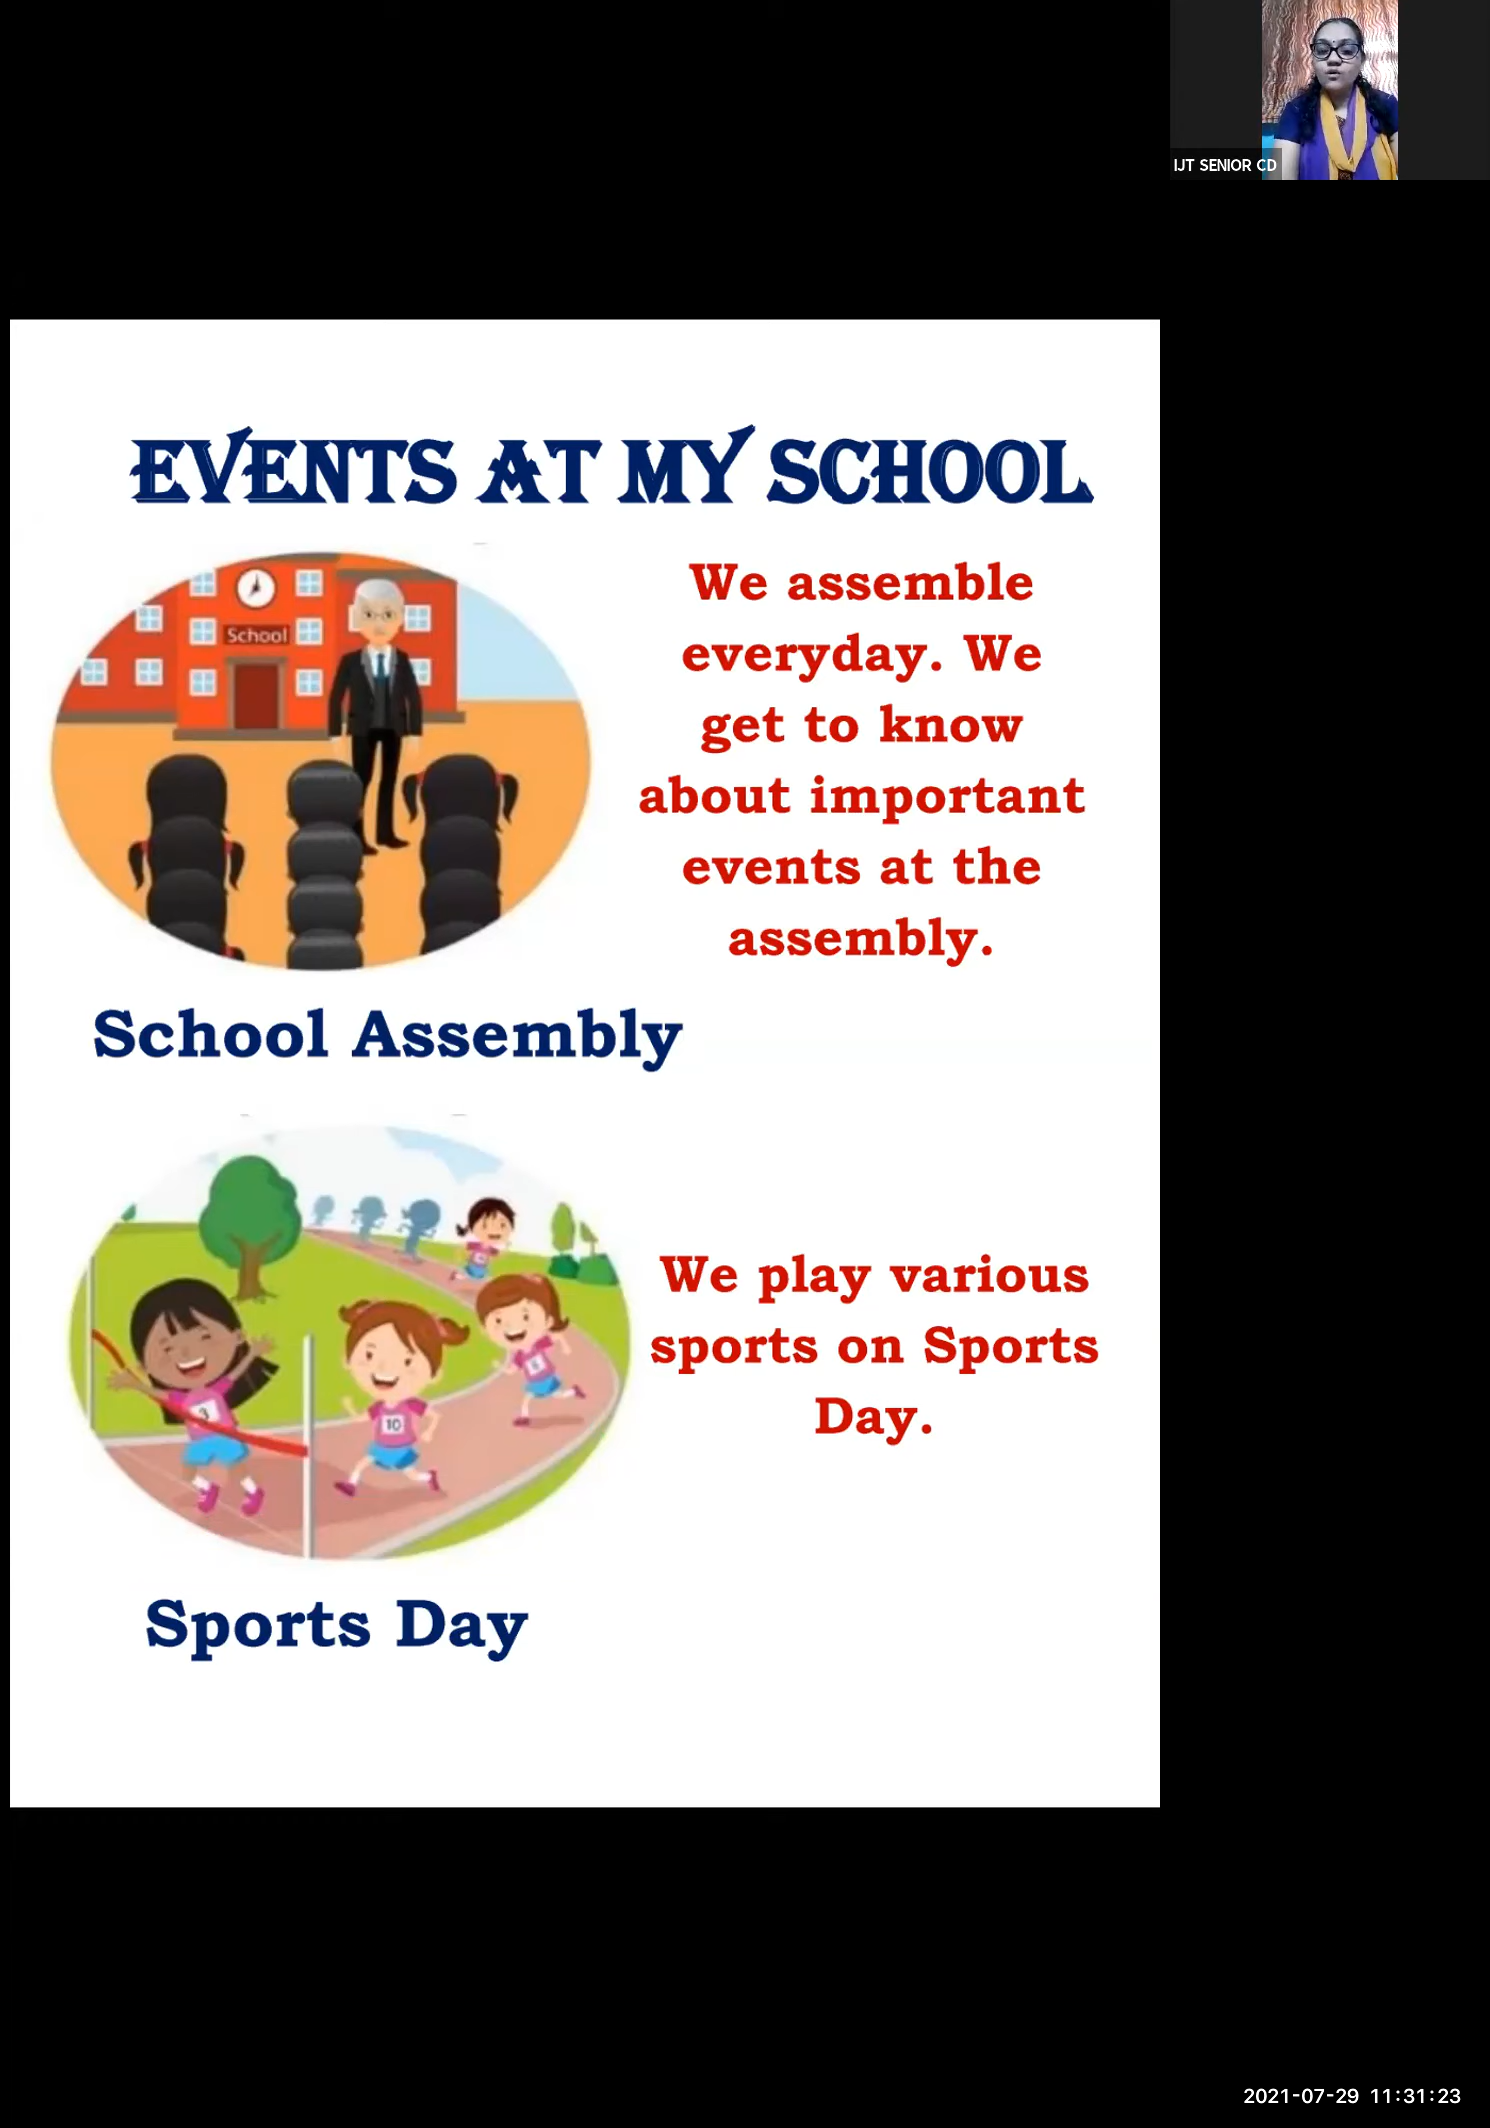 IJT SENIOR CD
EVENTS AT MY SCHOOL
School
We assemble
everyday. We
get to know
about important
events at the
assembly.
School Assembly
3
10
We play various
sports on Sports
Day.
Sports Day
2021-07-29 11:31:23